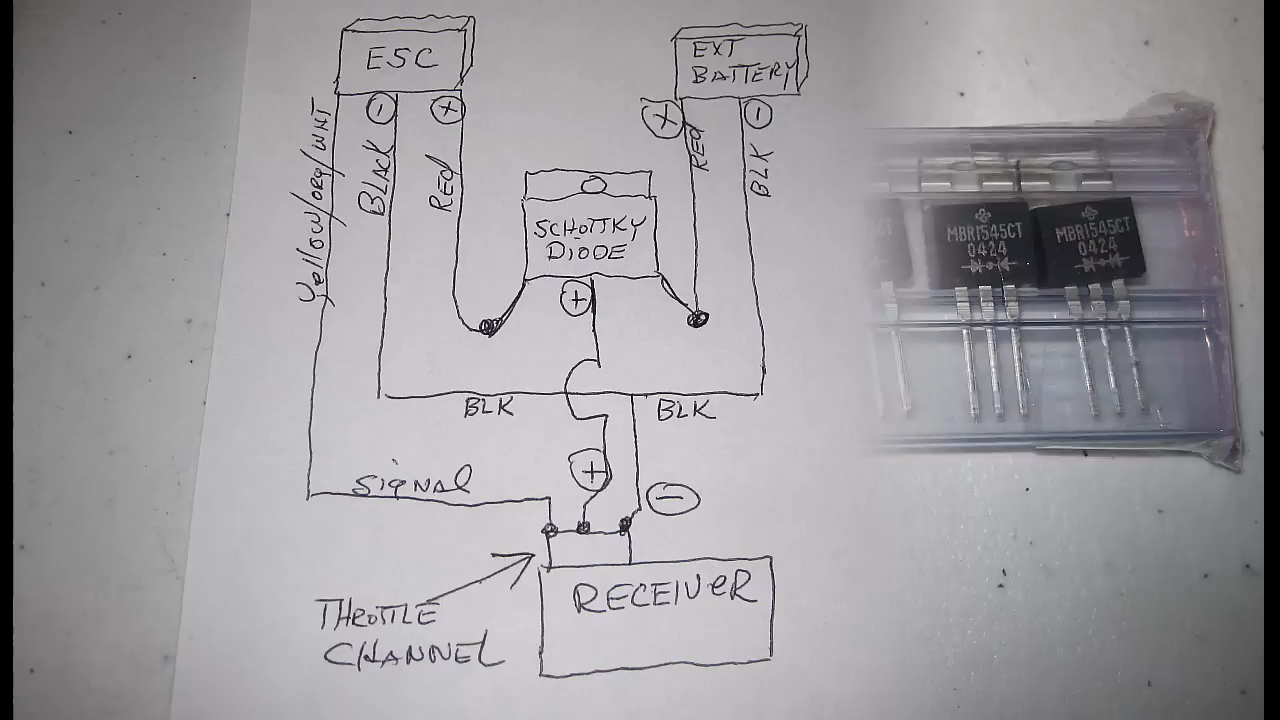 ESC
EXT
BATTERY
⊖
⊕
⊕
⊖
Yellow/org/WHT
BLACK
RED
RED
BLK
SCHOTTKY
DIODE
⊕
BLK
BLK
SIGNAL
⊕
⊖
THROTTLE
CHANNEL
RECEIVER
MBR1545CT
0424
MBR1545CT
0424